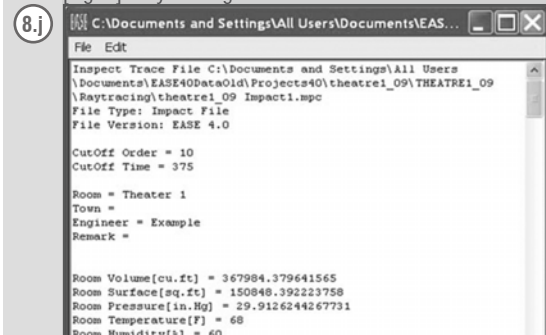 8.j)
C:\Documents and Settings\All Users\Documents\EAS...
File Edit
Inspect Trace File C:\Documents and Settings\All Users
\Documents\EASE40DataOld\Projects40\theatre1_09\THEATRE1_09
\Raytracing\theatre1_09 Impact1.mpc
File Type: Impact File
File Version: EASE 4.0
CutOff Order = 10
CutOff Time = 375
Room = Theater 1
Town =
Engineer = Example
Remark =
Room Volume[cu.ft] = 367984.379641565
Room Surface[sq.ft] = 150848.392223758
Room Pressure[in.Hg] = 29.9126244267731
Room Temperature[F] = 68
Room Humidity[%] = 60